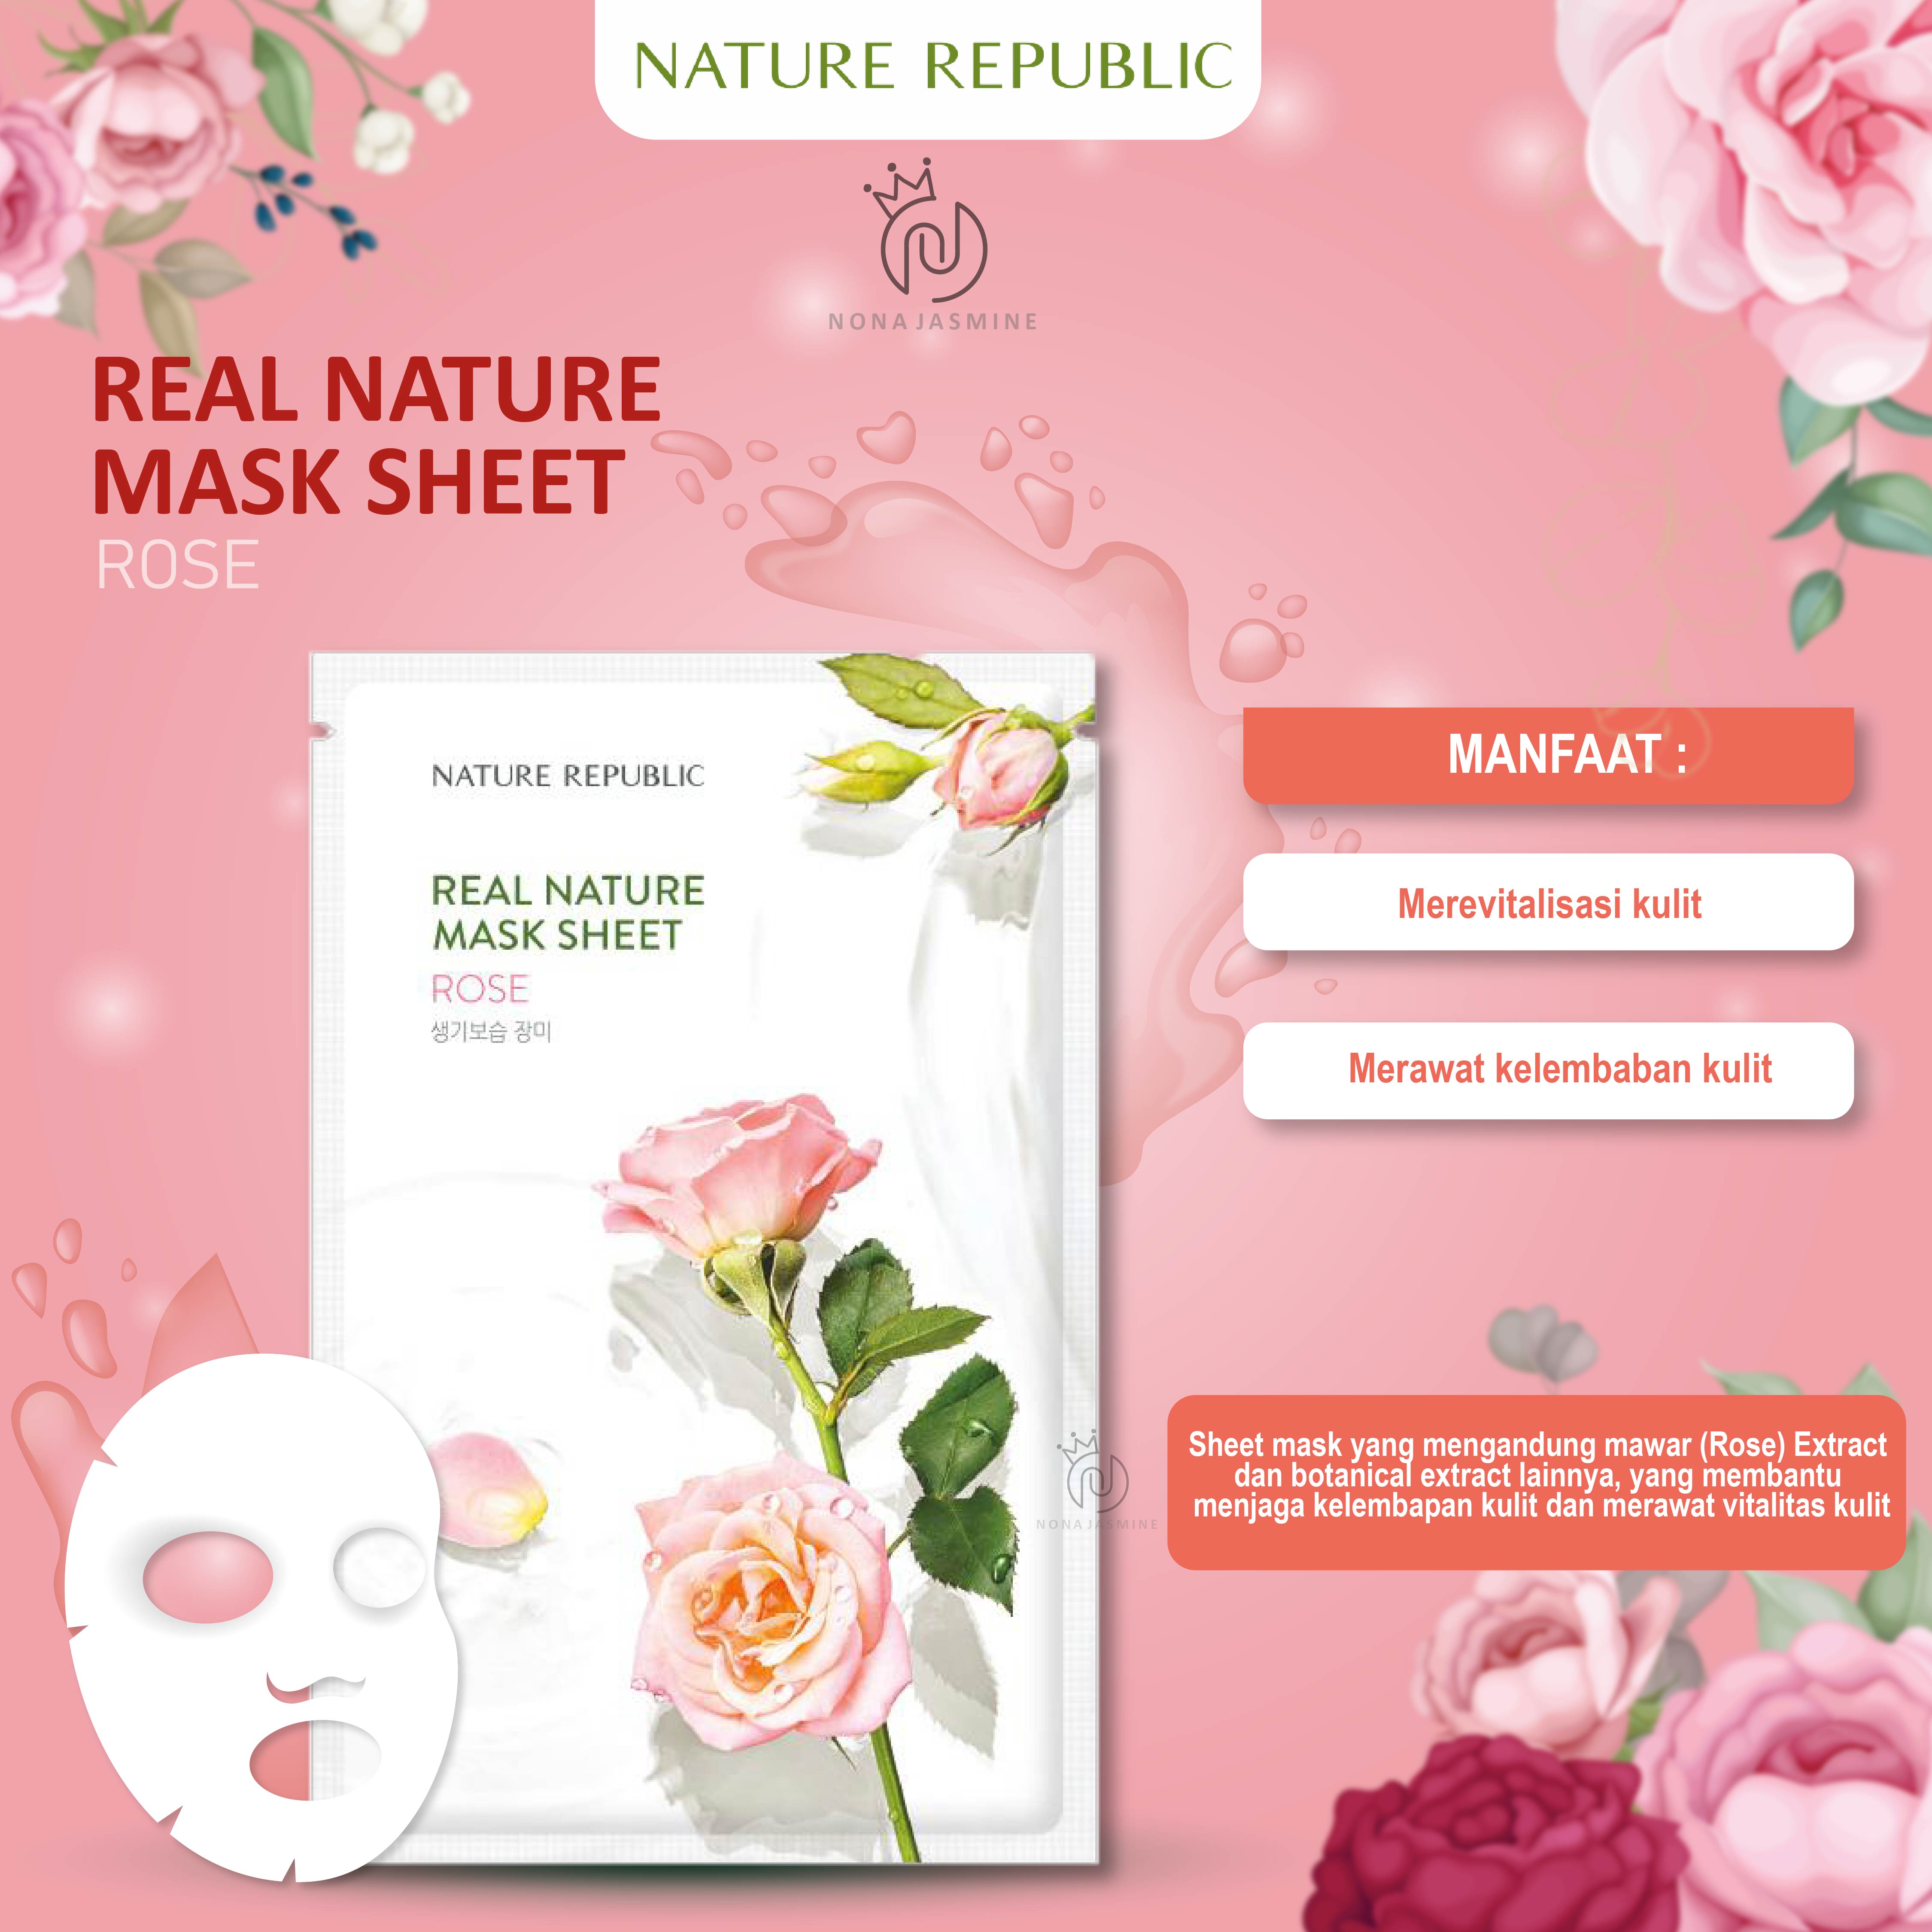 NATURE REPUBLIC
NONA JASMINE
REAL NATURE
MASK SHEET
ROSE
NATURE REPUBLIC
REAL NATURE
MASK SHEET
ROSE
생기보습 장미
MANFAAT :
Merevitalisasi kulit
Merawat kelembaban kulit
Sheet mask yang mengandung mawar (Rose) Extract
dan botanical extract lainnya, yang membantu
menjaga kelembapan kulit dan merawat vitalitas kulit
NONA JASMINE